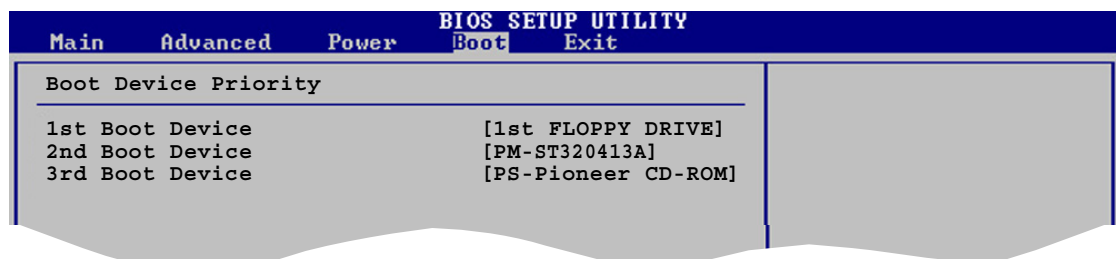 BIOS SETUP UTILITY
Main Advanced Power Boot Exit
Boot Device Priority
1st Boot Device [1st FLOPPY DRIVE]
2nd Boot Device [PM-ST320413A]
3rd Boot Device [PS-Pioneer CD-ROM]